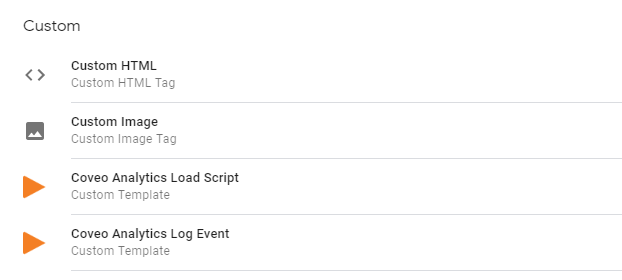 Custom
Custom HTML
Custom HTML Tag
Custom Image
Custom Image Tag
Coveo Analytics Load Script
Custom Template
Coveo Analytics Log Event
Custom Template